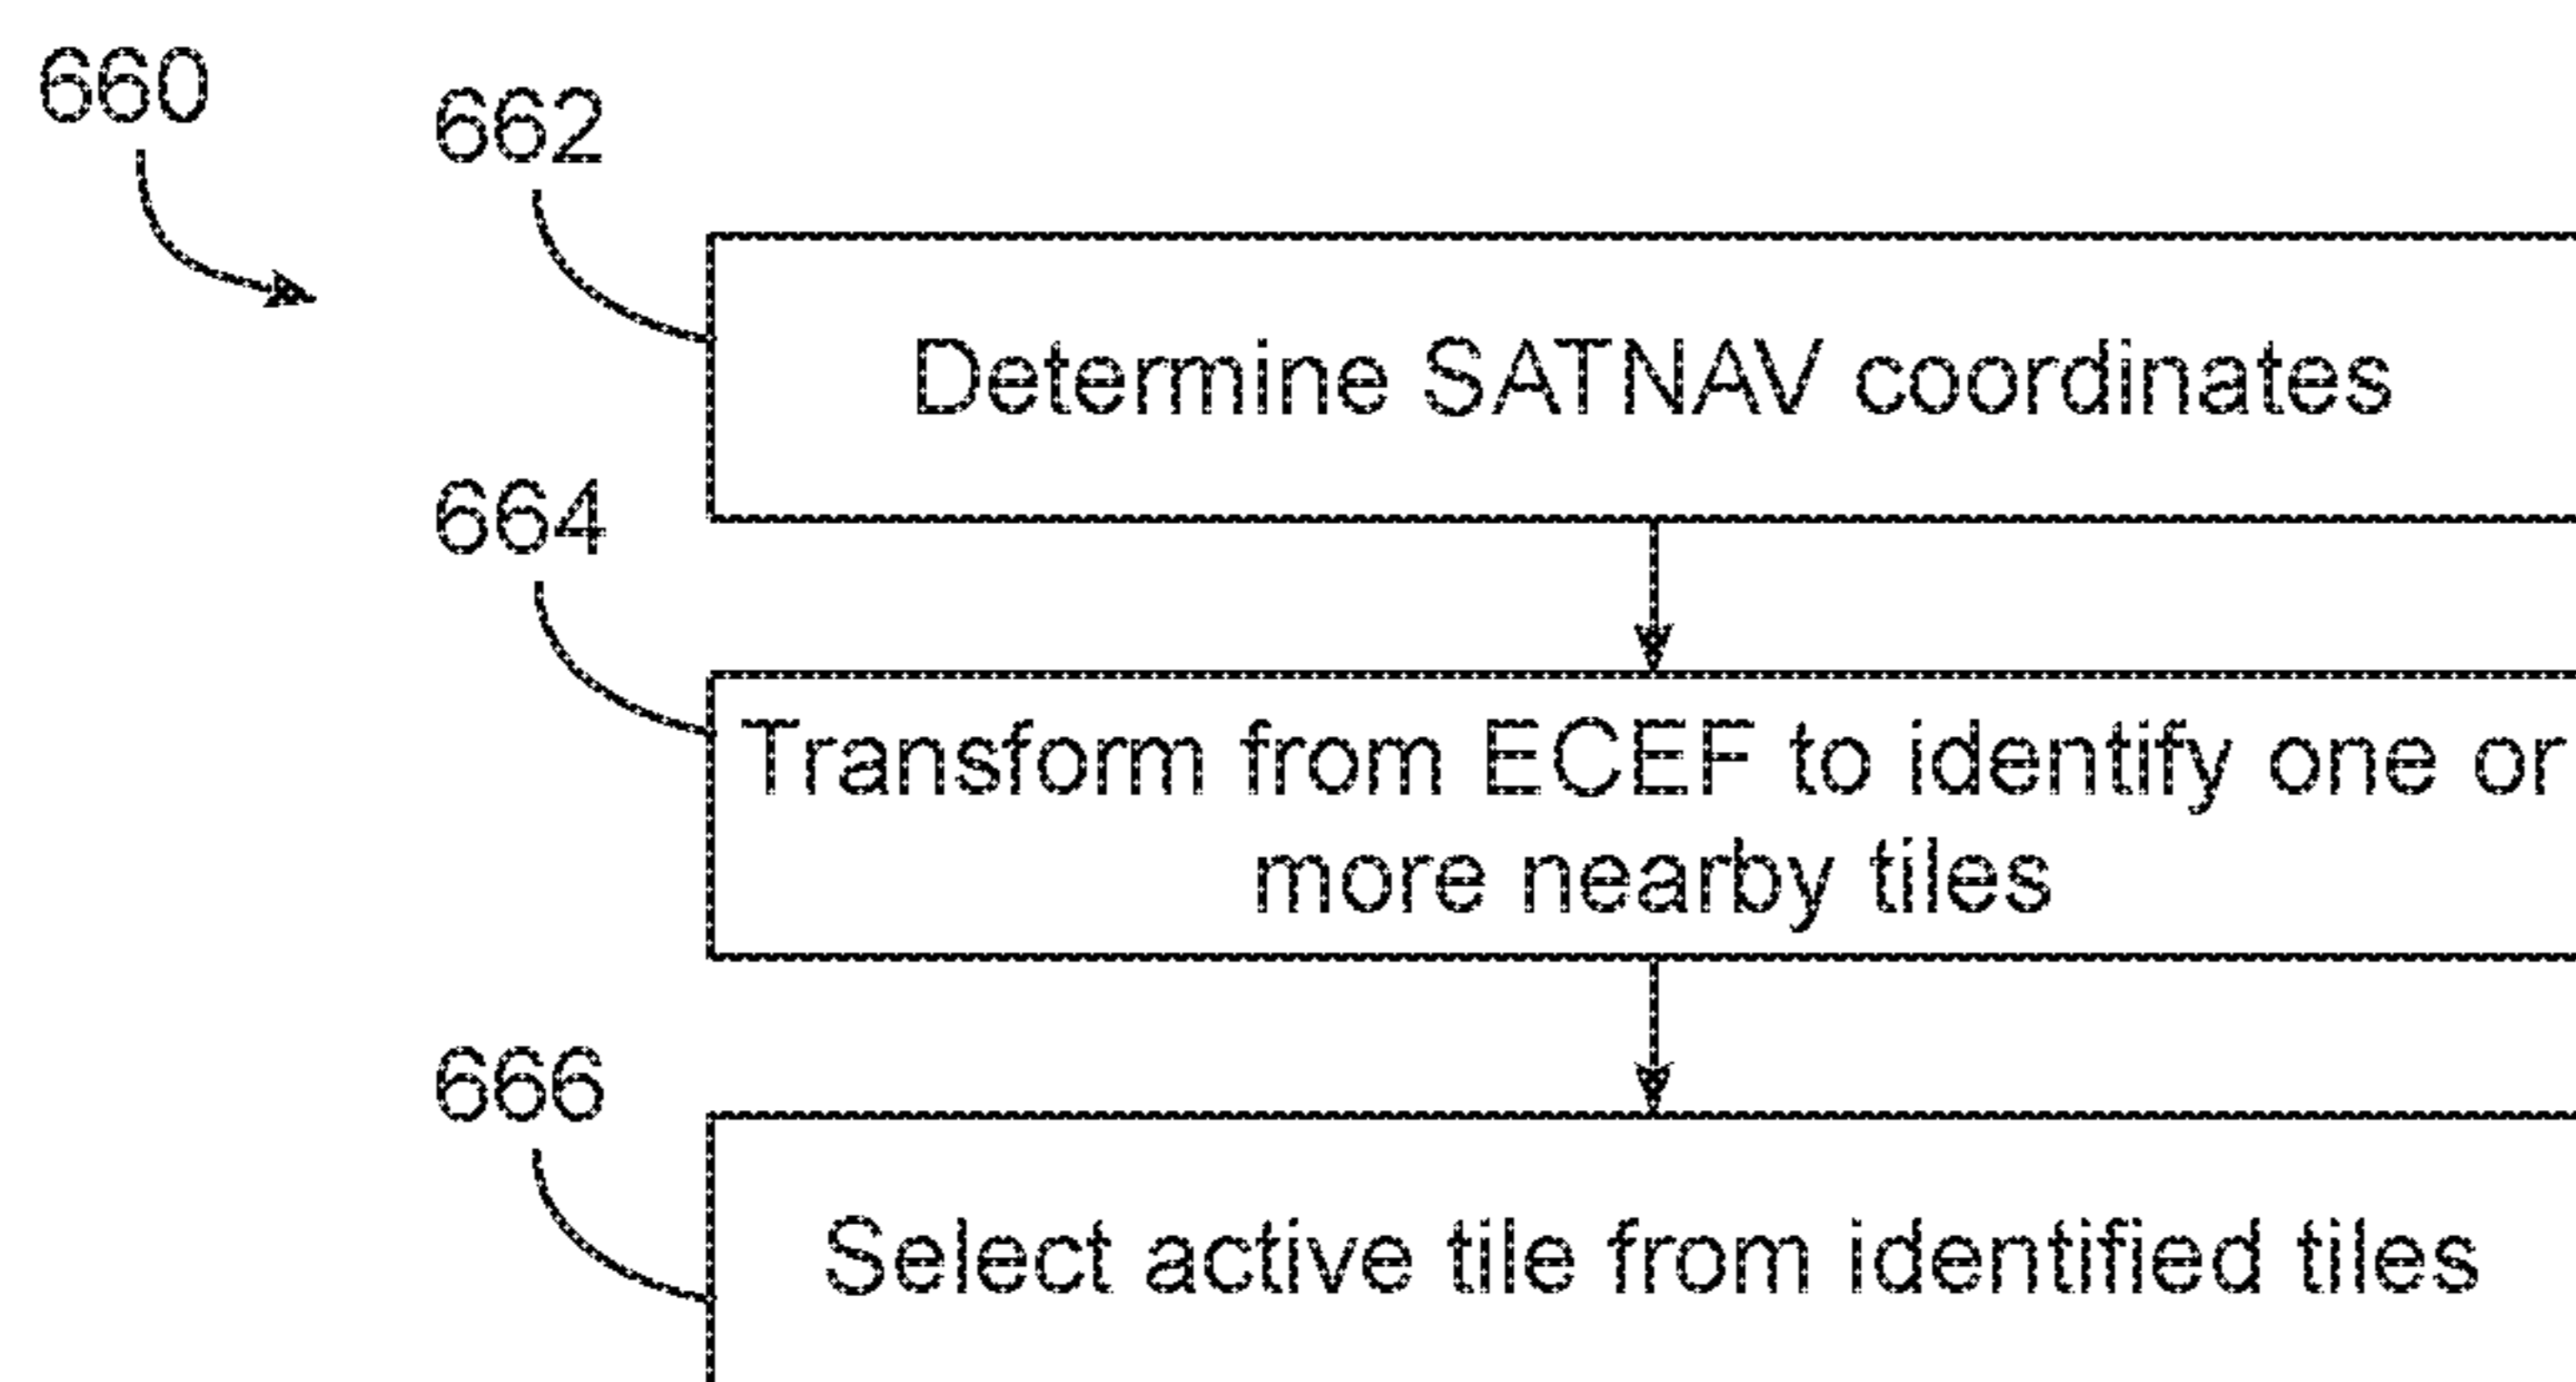 660
662
Determine SATNAV coordinates
664
Transform from ECEF to identify one or
more nearby tiles
666
Select active tile from identified tiles